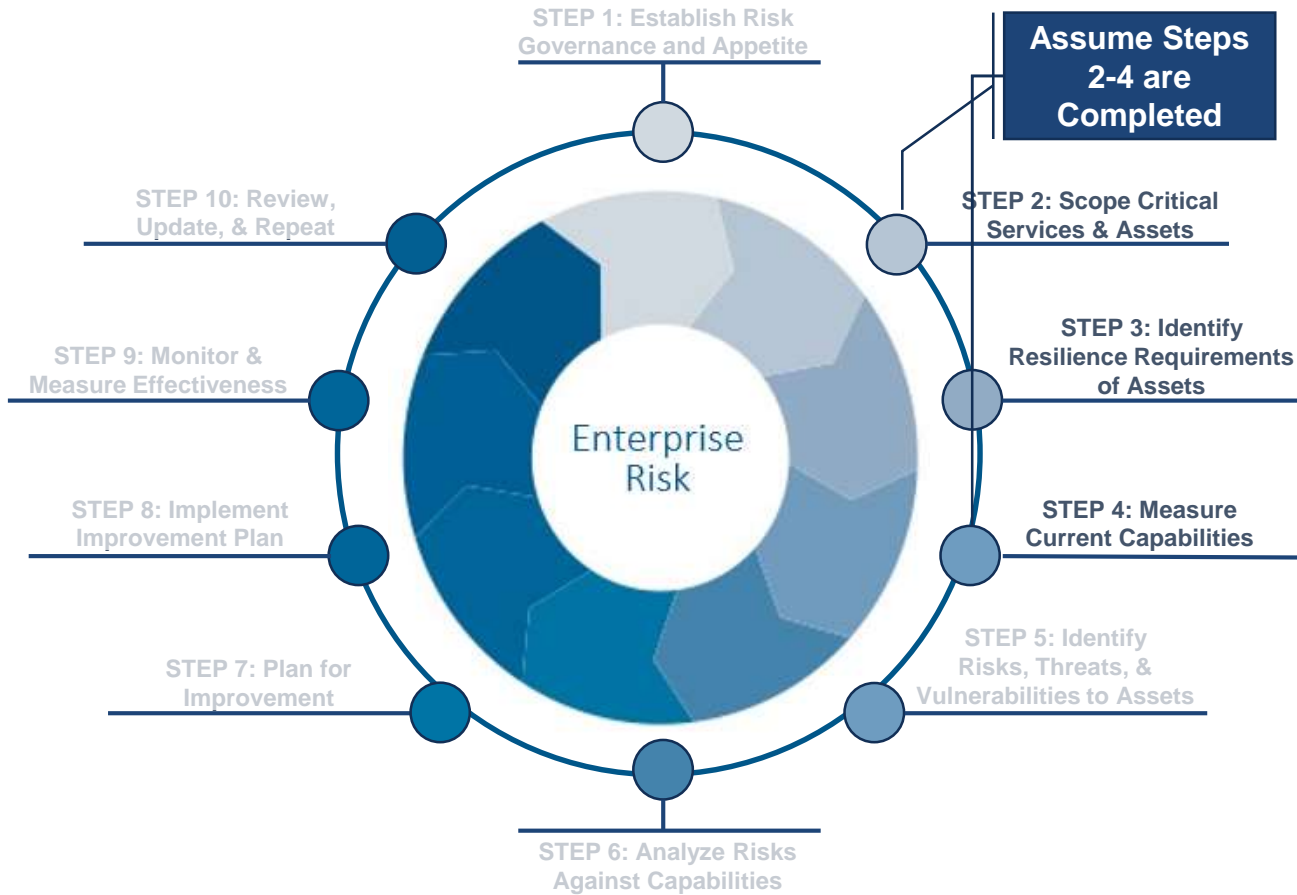 STEP 1: Establish Risk
Governance and Appetite
Assume Steps
2-4 are
Completed
STEP 2: Scope Critical
Services & Assets
STEP 3: Identify
Resilience Requirements
of Assets
STEP 4: Measure
Current Capabilities
STEP 5: Identify
Risks, Threats, &
Vulnerabilities to Assets
STEP 6: Analyze Risks
Against Capabilities
STEP 7: Plan for
Improvement
STEP 8: Implement
Improvement Plan
STEP 9: Monitor &
Measure Effectiveness
STEP 10: Review,
Update, & Repeat
Enterprise
Risk